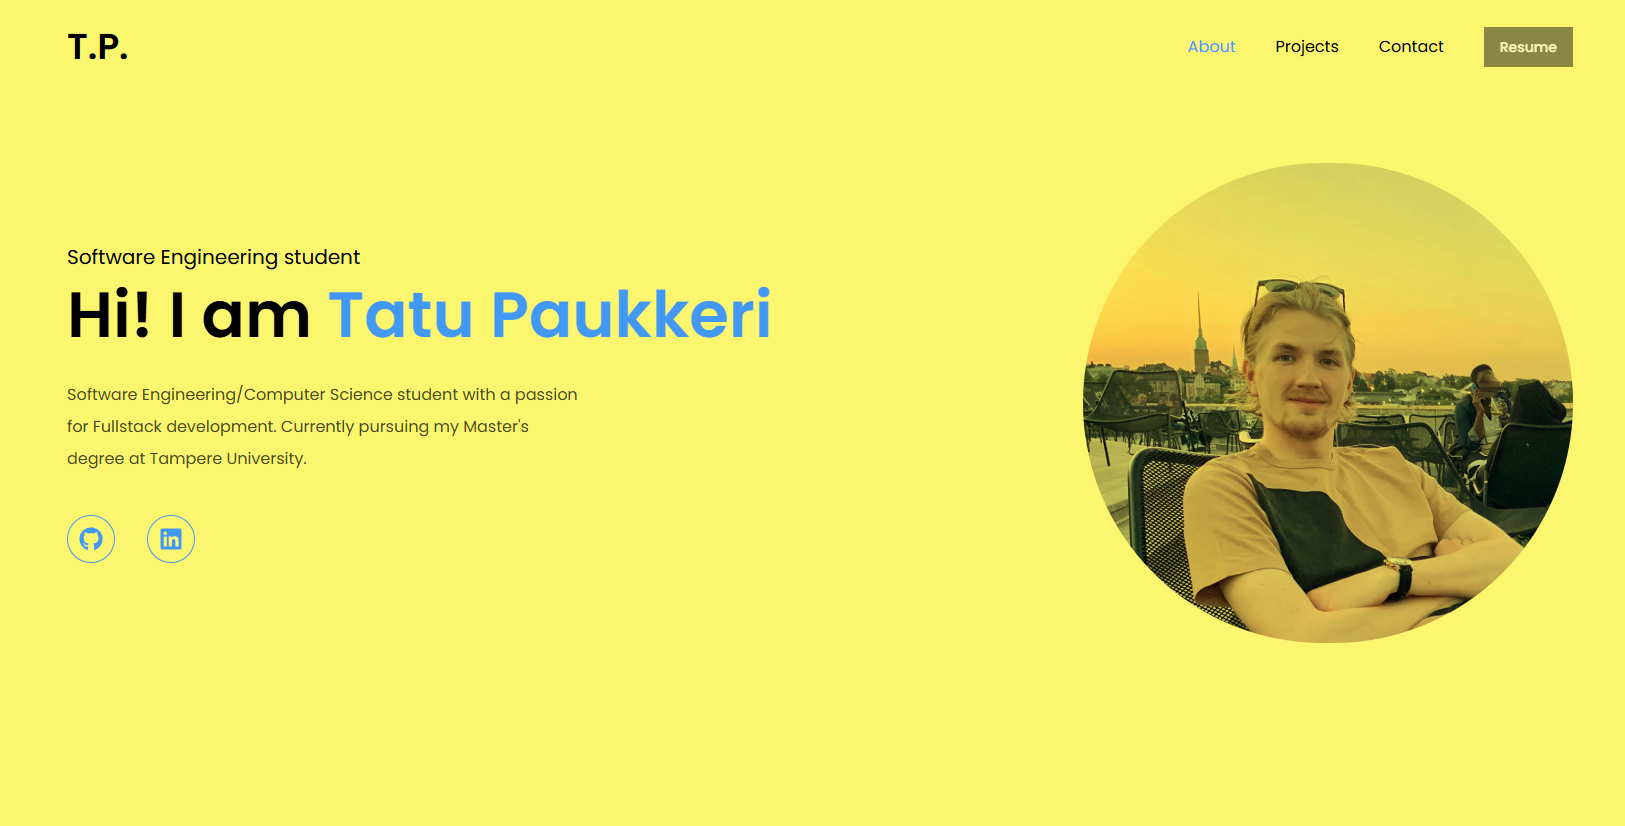 T.P.
About Projects Contact Resume
Software Engineering student
Hi! I am Tatu Paukkeri
Software Engineering/Computer Science student with a passion
for Fullstack development. Currently pursuing my Master's
degree at Tampere University.
in